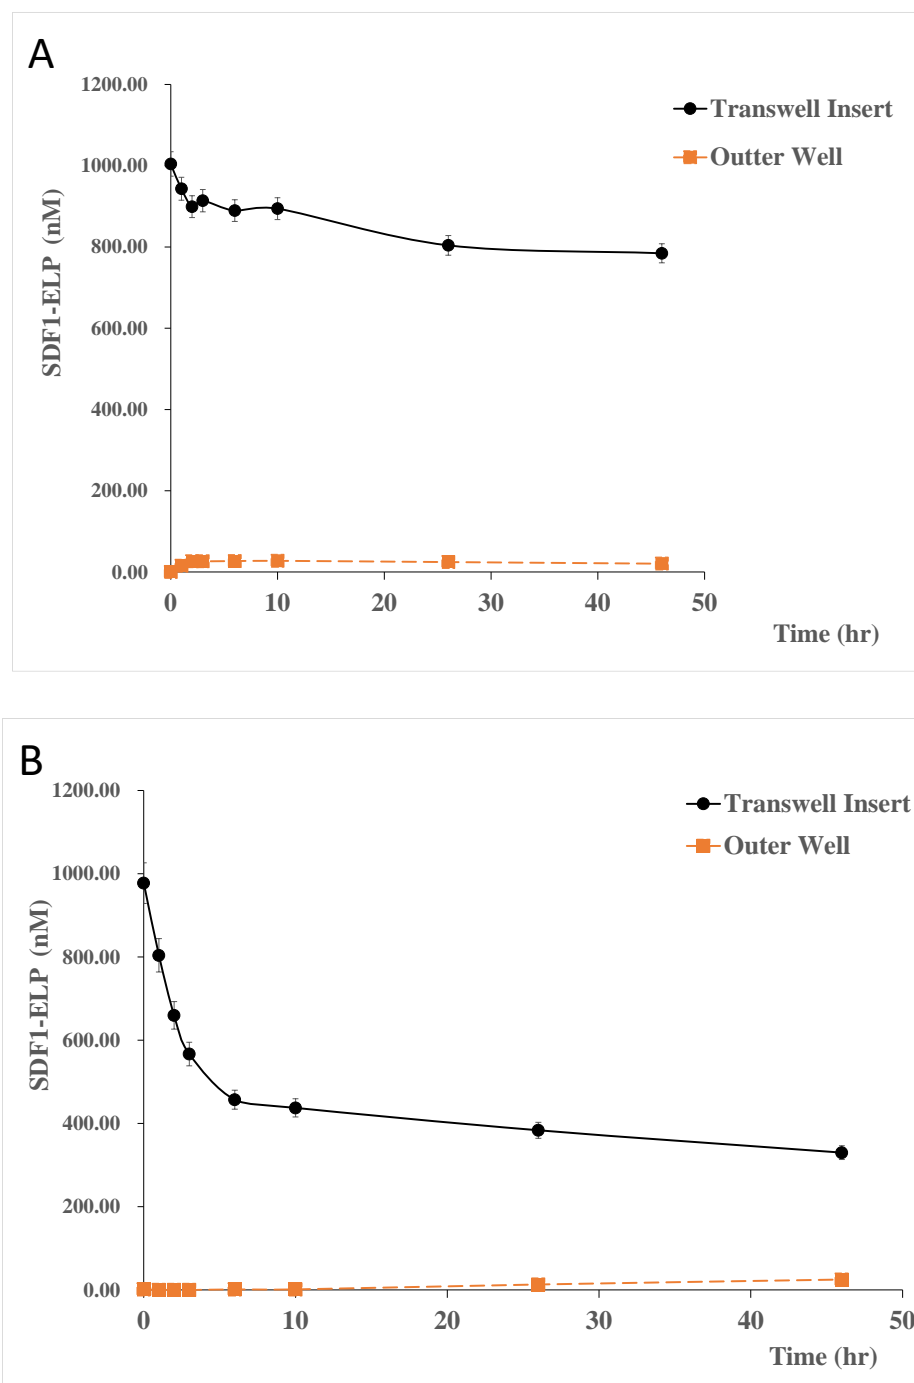 A
1200.00
Transwell Insert
1000.00
Outter Well
800.00
SDF1-ELP (nM)
600.00
400.00
200.00
0.00
0 10 20 30 40 50
Time (hr)
B
1200.00
Transwell Insert
1000.00
Outer Well
800.00
SDF1-ELP (nM)
600.00
400.00
200.00
0.00
0 10 20 30 40 50
Time (hr)